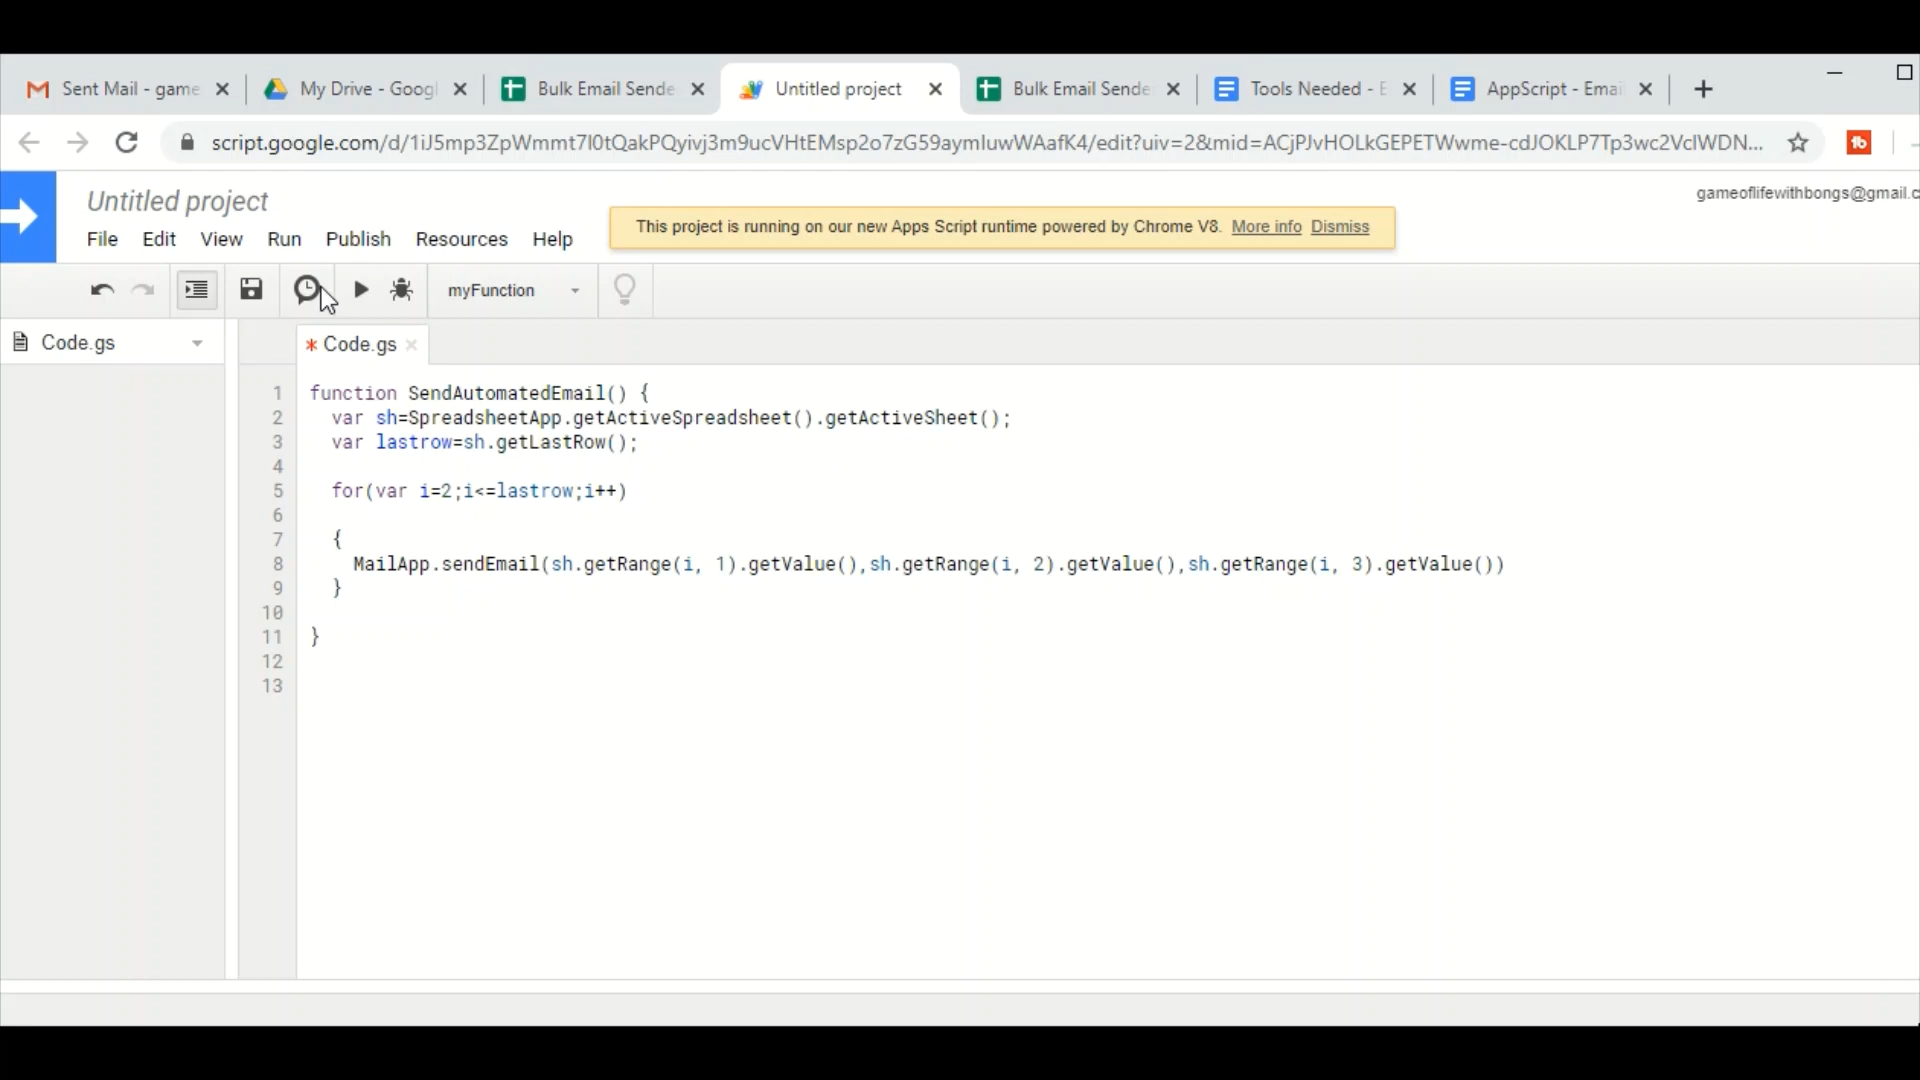 Sent Mail - game
My Drive - Googl
Bulk Email Sende
Untitled project
Bulk Email Sende
Tools Needed - E
AppScript - Emai
script.google.com/d/1iJ5mp3ZpWmmt7l0tQakPQyivj3m9ucVHtEMsp2o7zG59aymIuwWAafK4/edit?uiv=2&mid=ACjPJvHOLkGEPETWwme-cdJOKLP7Tp3wc2VclWDN...
Untitled project
gameoflifewithbongs@gmail.c
This project is running on our new Apps Script runtime powered by Chrome V8. More info Dismiss
File Edit View Run Publish Resources Help
myFunction
Code.gs
* Code.gs
1 function SendAutomatedEmail() {
2 var sh=SpreadsheetApp.getActiveSpreadsheet().getActiveSheet();
3 var lastrow=sh.getLastRow();
4
5 for(var i=2;i<=lastrow;i++)
6
7 {
8 MailApp.sendEmail(sh.getRange(i, 1).getValue(),sh.getRange(i, 2).getValue(),sh.getRange(i, 3).getValue())
9 }
10
11 }
12
13